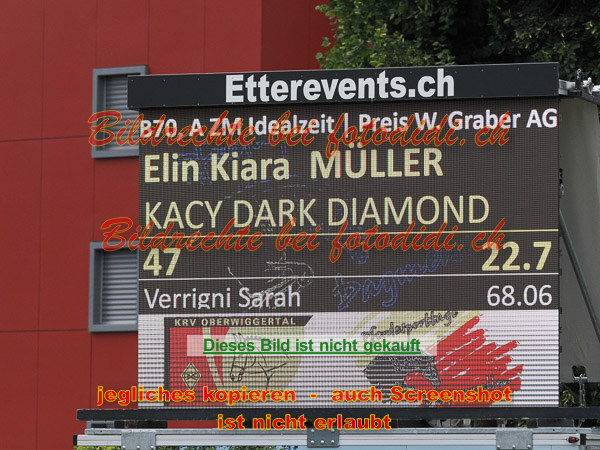 Etterevents.ch
B70, A ZM Idealzeit | Preis W. Graber AG
Bildrechte bei fotodidi.ch
Elin Kiara MÜLLER
KACY DARK DIAMOND
Bildrechte bei fotodidi.ch
47 22.7
Verrigni Sarah 68.06
KRV OBERWIGGERTAL
Pferdesporttage
Dagmersellen
Dieses Bild ist nicht gekauft
jegliches kopieren - auch Screenshot
ist nicht erlaubt